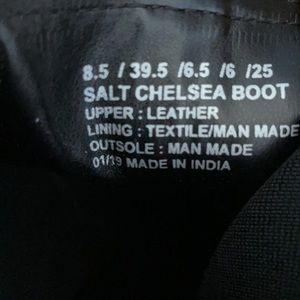 8.5 / 39.5 /6.5 /6 /25
SALT CHELSEA BOOT
UPPER : LEATHER
LINING : TEXTILE/MAN MADE
OUTSOLE : MAN MADE
01/19 MADE IN INDIA